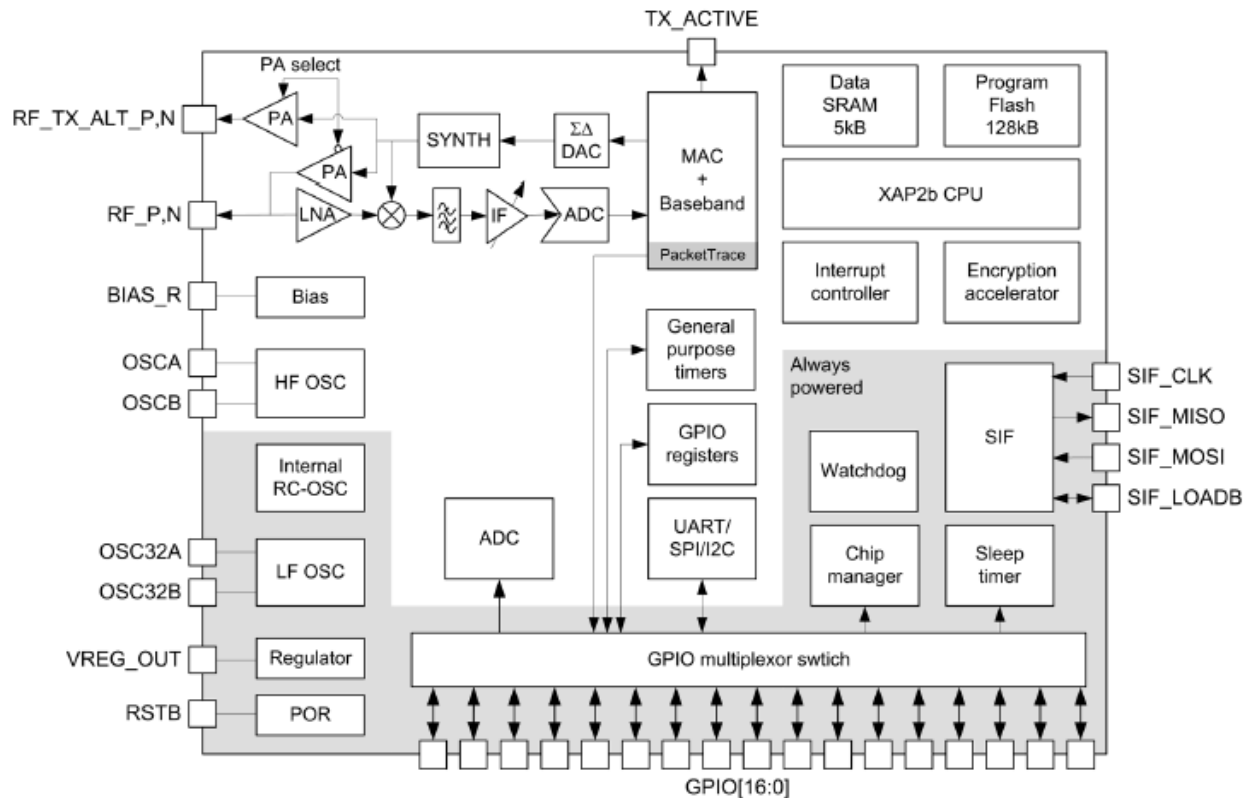 TX_ACTIVE
PA select
RF_TX_ALT_P,N
PA
SYNTH
ΣΔ
DAC
MAC
+
Baseband
PacketTrace
Data
SRAM
5kB
Program
Flash
128kB
PA
RF_P,N
LNA
IF
ADC
XAP2b CPU
BIAS_R
Bias
Interrupt
controller
Encryption
accelerator
OSCA
OSCB
HF OSC
General
purpose
timers
Always
powered
SIF
SIF_CLK
SIF_MISO
SIF_MOSI
SIF_LOADB
Internal
RC-OSC
GPIO
registers
Watchdog
OSC32A
OSC32B
LF OSC
ADC
UART/
SPI/I2C
Chip
manager
Sleep
timer
VREG_OUT
Regulator
GPIO multiplexor swtich
RSTB
POR
GPIO[16:0]